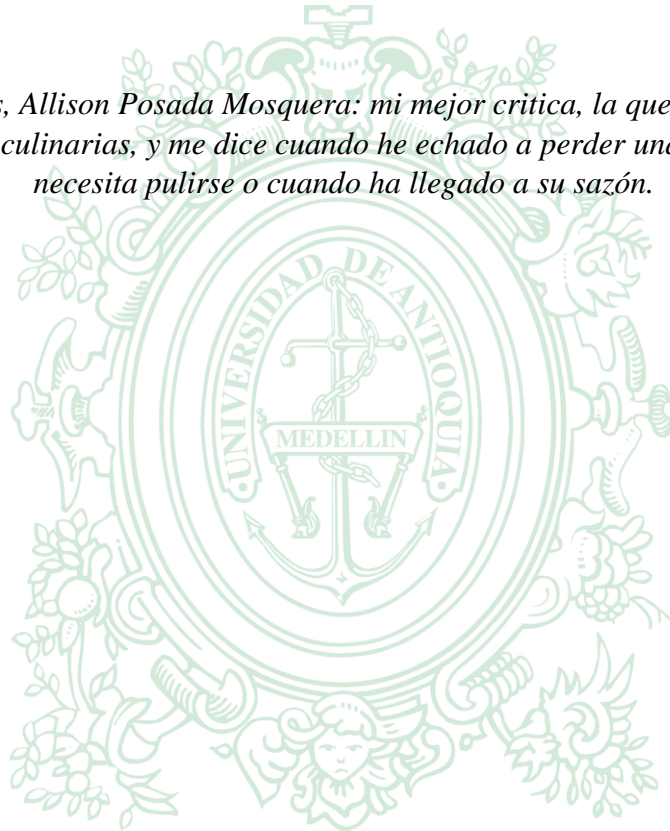 s, Allison Posada Mosquera: mi mejor critica, la que
culinarias, y me dice cuando he echado a perder una
necesita pulirse o cuando ha llegado a su sazón.
UNIVERSIDAD DE ANTIOQUIA
MEDELLIN